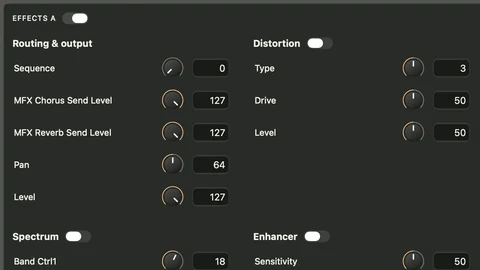 EFFECTS A
Routing & output
Sequence 0
MFX Chorus Send Level 127
MFX Reverb Send Level 127
Pan 64
Level 127
Distortion
Type 3
Drive 50
Level 50
Spectrum
Band Ctrl1 18
Enhancer
Sensitivity 50